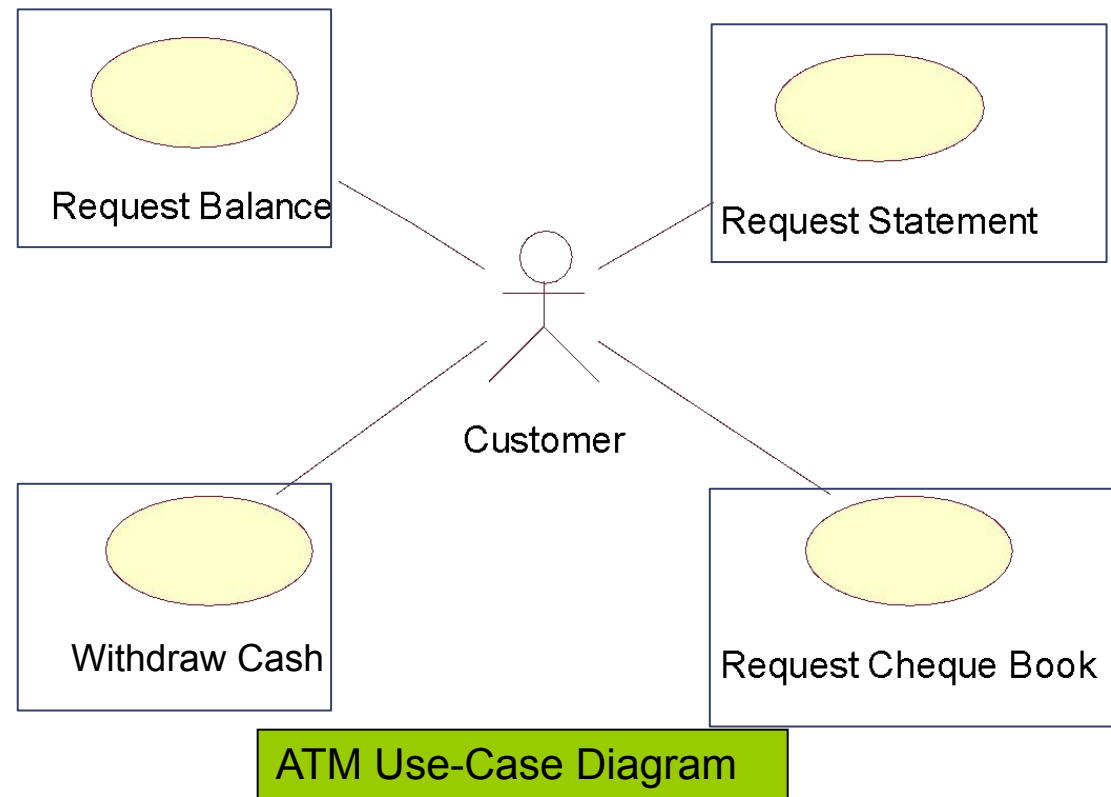 Request Balance
Request Statement
Customer
Withdraw Cash
Request Cheque Book
ATM Use-Case Diagram